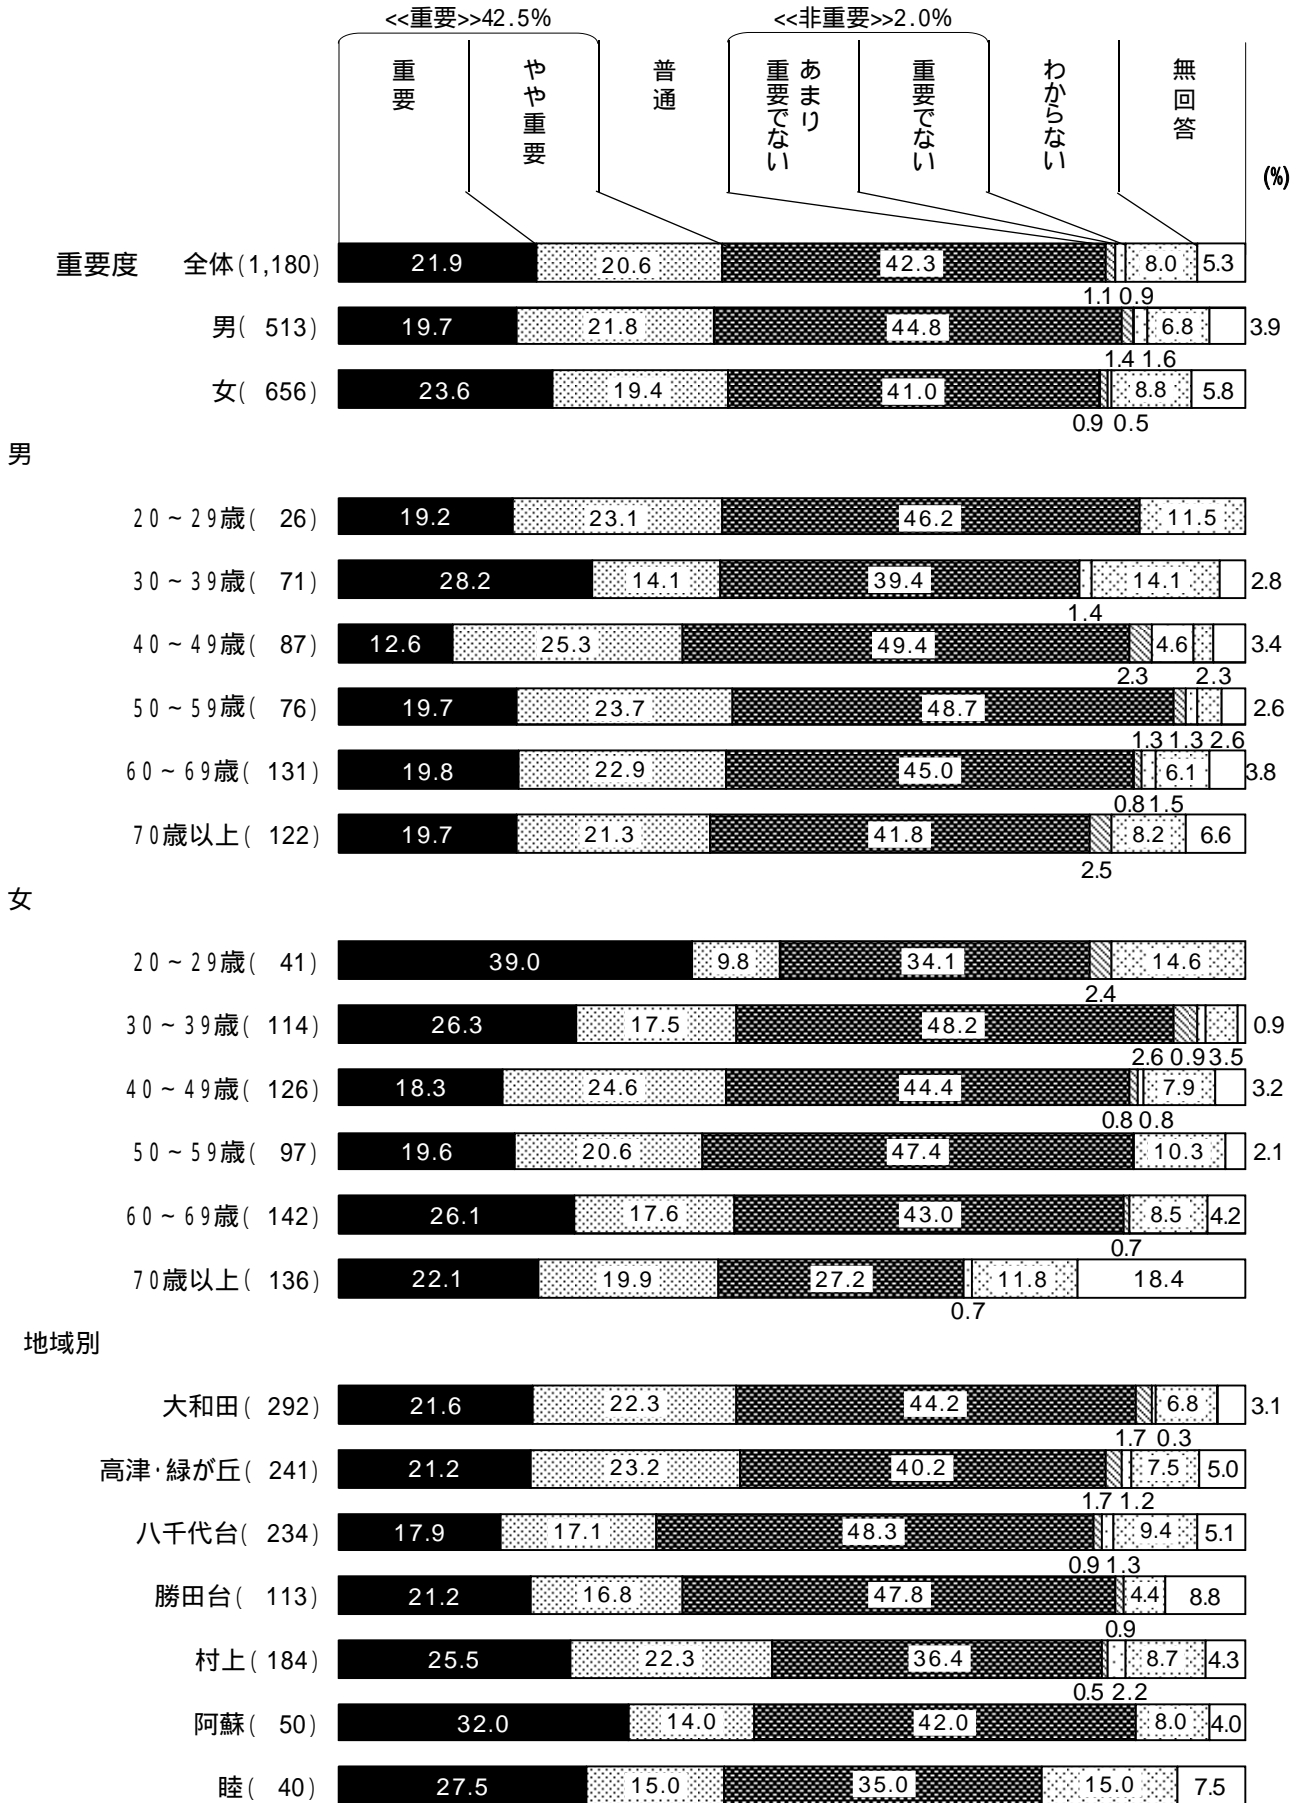 <<重要>>42.5%　<<非重要>>2.0%
重要
やや重要
普通
あまり重要でない
重要でない
わからない
無回答
(%)
重要度　全体(1,180) 21.9 20.6 42.3 8.0 5.3
1.1 0.9
男( 513) 19.7 21.8 44.8 6.8 3.9
1.4 1.6
女( 656) 23.6 19.4 41.0 8.8 5.8
0.9 0.5
男
20~29歳( 26) 19.2 23.1 46.2 11.5
30~39歳( 71) 28.2 14.1 39.4 14.1 2.8
1.4
40~49歳( 87) 12.6 25.3 49.4 4.6 3.4
2.3 2.3
50~59歳( 76) 19.7 23.7 48.7 2.6
1.3 1.3 2.6
60~69歳( 131) 19.8 22.9 45.0 6.1 3.8
0.8 1.5
70歳以上( 122) 19.7 21.3 41.8 8.2 6.6
2.5
女
20~29歳( 41) 39.0 9.8 34.1 14.6
2.4
30~39歳( 114) 26.3 17.5 48.2 0.9
2.6 0.9 3.5
40~49歳( 126) 18.3 24.6 44.4 7.9 3.2
0.8 0.8
50~59歳( 97) 19.6 20.6 47.4 10.3 2.1
60~69歳( 142) 26.1 17.6 43.0 8.5 4.2
0.7
70歳以上( 136) 22.1 19.9 27.2 11.8 18.4
0.7
地域別
大和田( 292) 21.6 22.3 44.2 6.8 3.1
1.7 0.3
高津・緑が丘( 241) 21.2 23.2 40.2 7.5 5.0
1.7 1.2
八千代台( 234) 17.9 17.1 48.3 9.4 5.1
0.9 1.3
勝田台( 113) 21.2 16.8 47.8 4.4 8.8
0.9
村上( 184) 25.5 22.3 36.4 8.7 4.3
0.5 2.2
阿蘇( 50) 32.0 14.0 42.0 8.0 4.0
睦( 40) 27.5 15.0 35.0 15.0 7.5